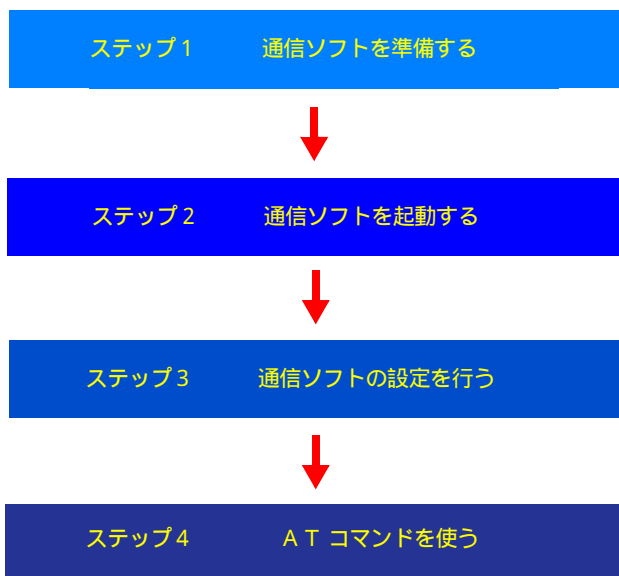 ステップ1 通信ソフトを準備する
ステップ2 通信ソフトを起動する
ステップ3 通信ソフトの設定を行う
ステップ4 ＡＴ コマンドを使う